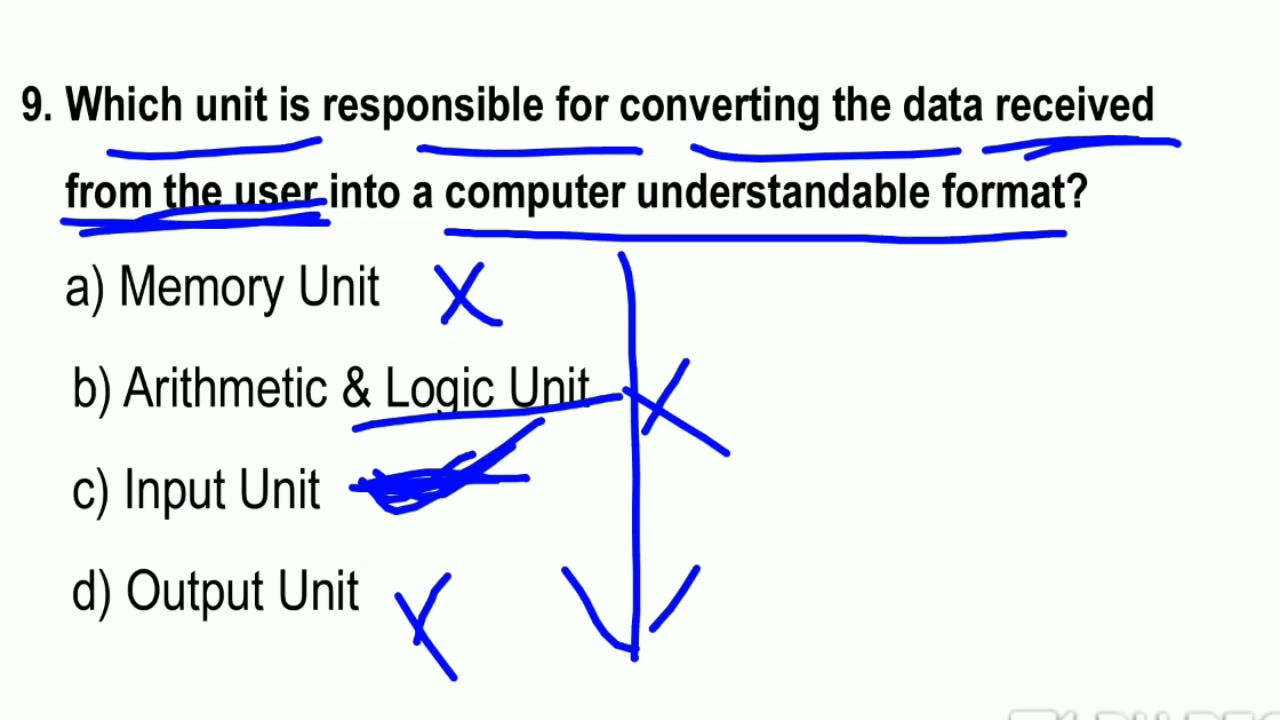 9. Which unit is responsible for converting the data received
from the user into a computer understandable format?
a) Memory Unit
b) Arithmetic & Logic Unit
c) Input Unit
d) Output Unit